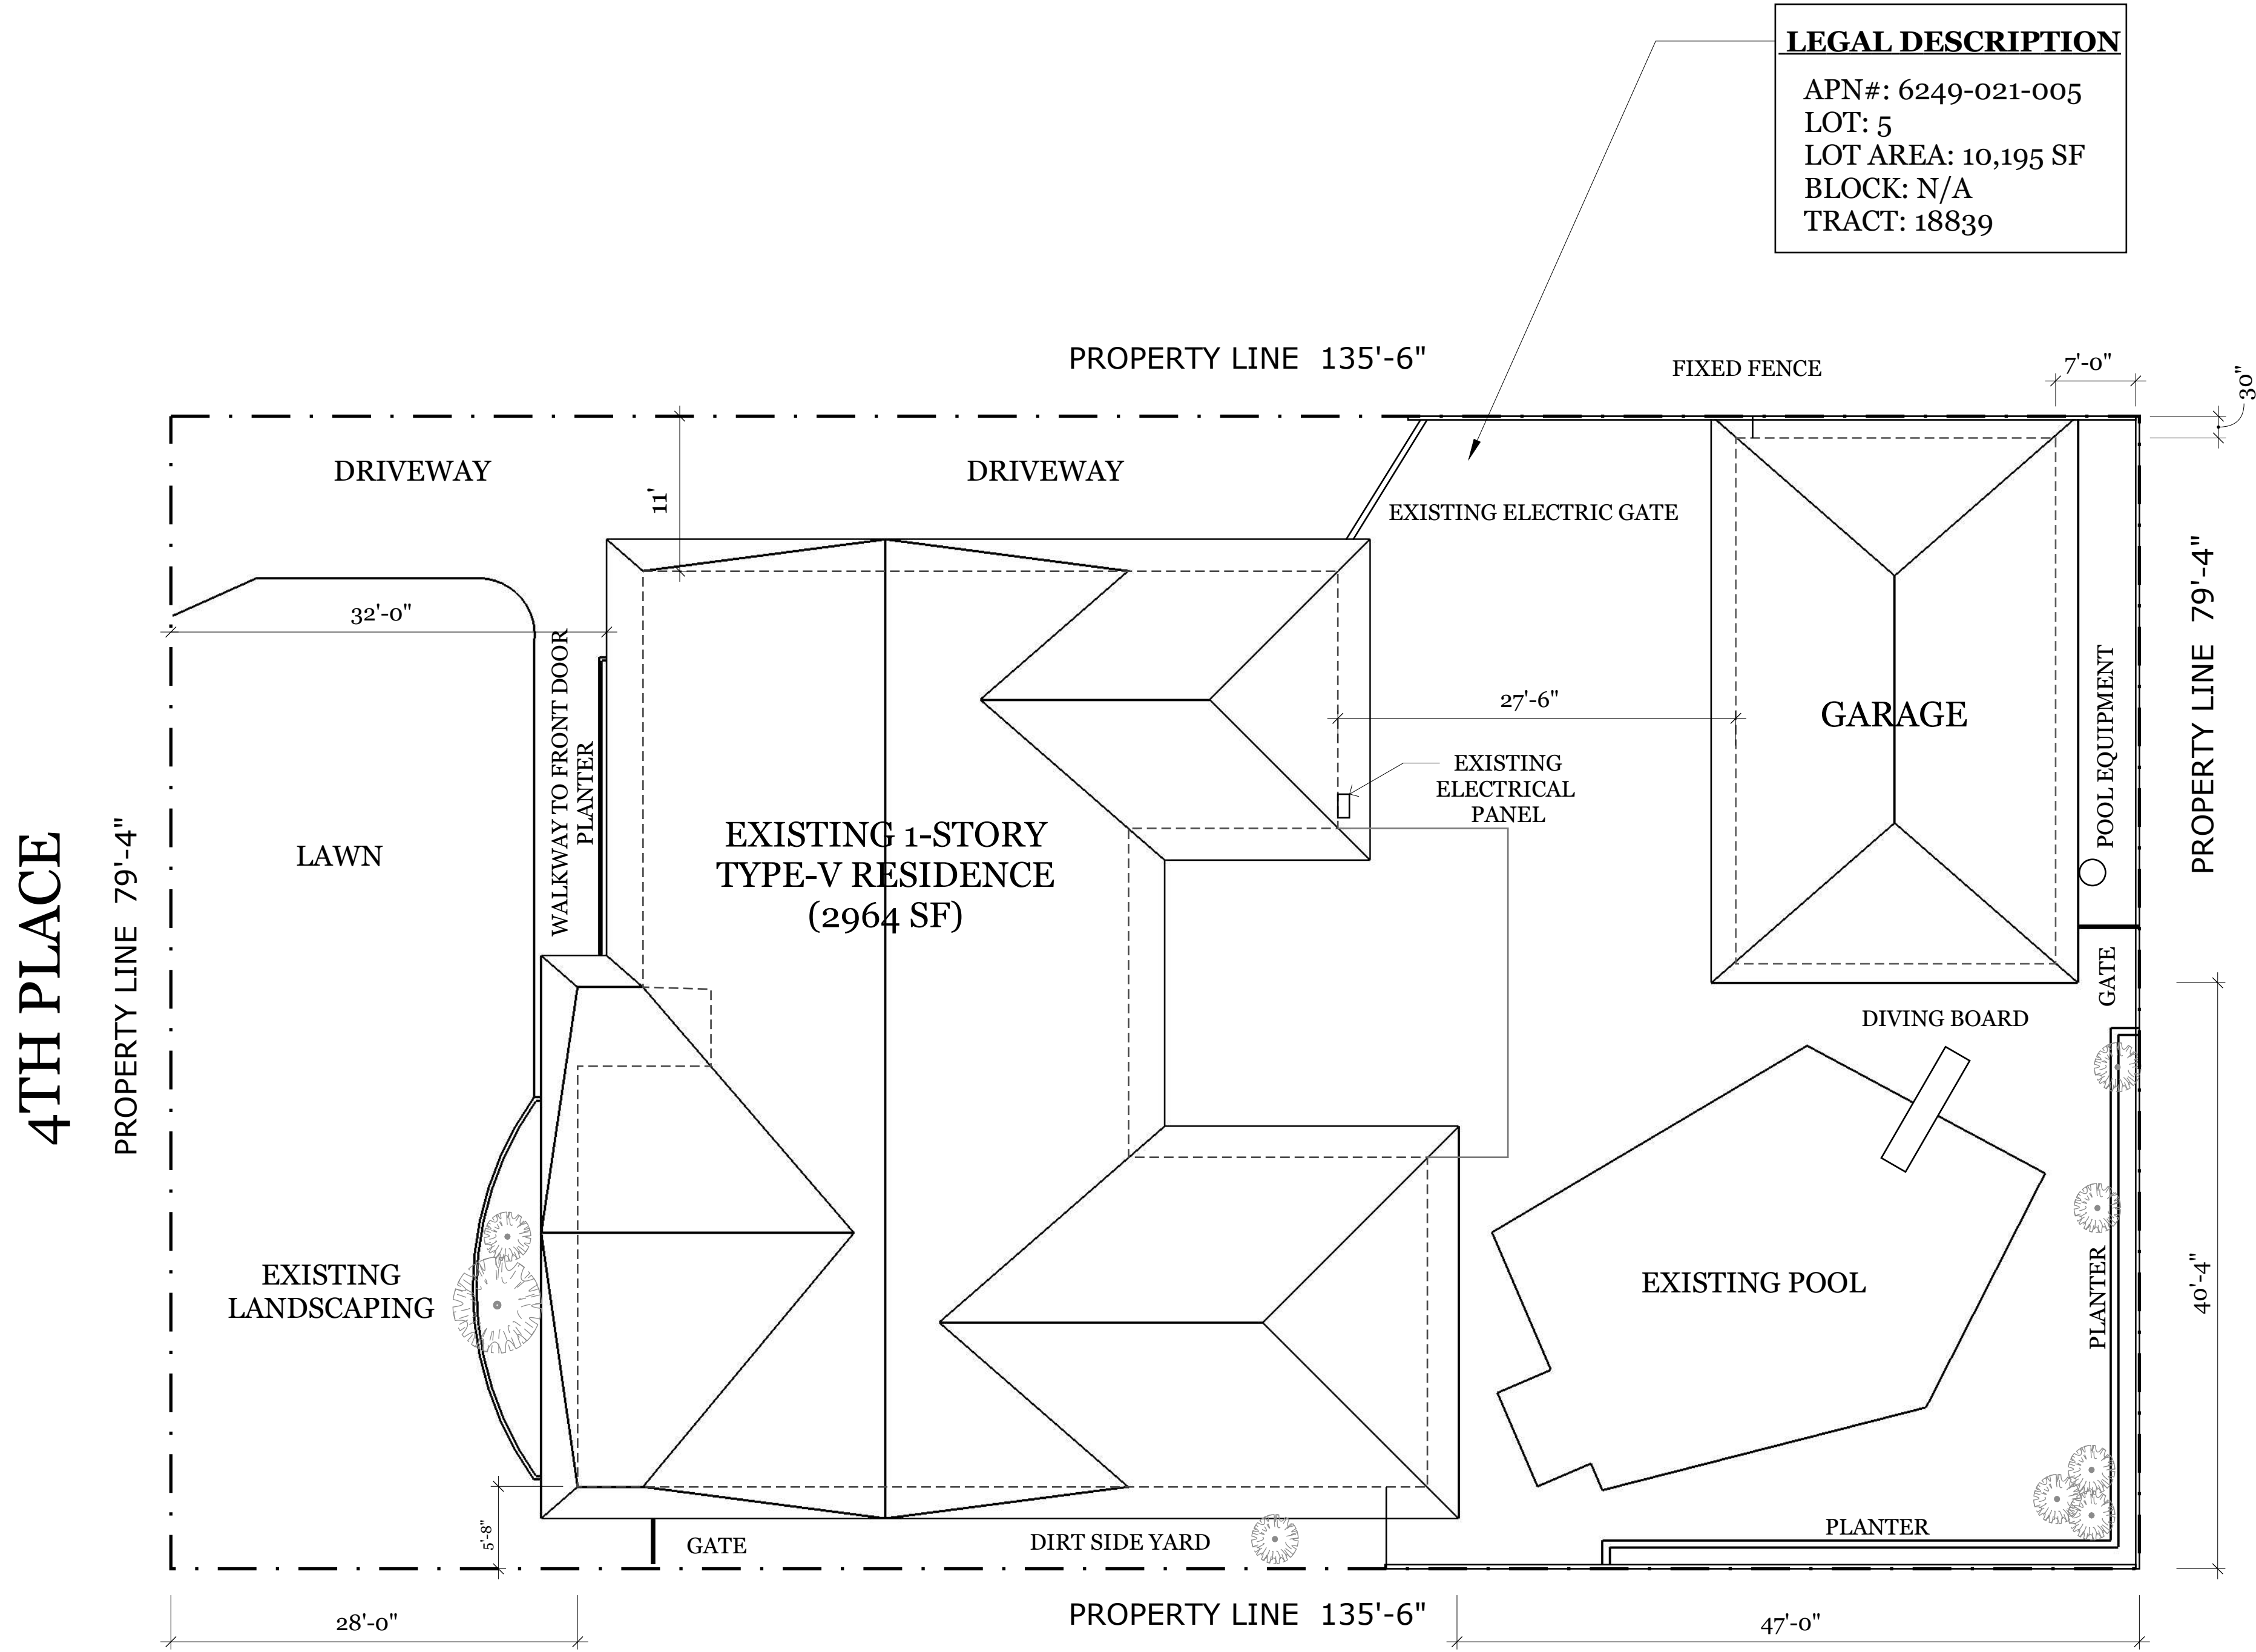 LEGAL DESCRIPTION
APN#: 6249-021-005
LOT: 5
LOT AREA: 10,195 SF
BLOCK: N/A
TRACT: 18839
PROPERTY LINE 135'-6"
FIXED FENCE
7'-0"
30"
DRIVEWAY
11'
DRIVEWAY
EXISTING ELECTRIC GATE
32'-0"
WALKWAY TO FRONT DOOR
PLANTER
27'-6"
GARAGE
POOL EQUIPMENT
PROPERTY LINE 79'-4"
EXISTING
ELECTRICAL
PANEL
4TH PLACE
PROPERTY LINE 79'-4"
LAWN
EXISTING 1-STORY
TYPE-V RESIDENCE
(2964 SF)
GATE
DIVING BOARD
EXISTING
LANDSCAPING
EXISTING POOL
PLANTER
40'-4"
5'-8"
GATE
DIRT SIDE YARD
PLANTER
28'-0"
PROPERTY LINE 135'-6"
47'-0"